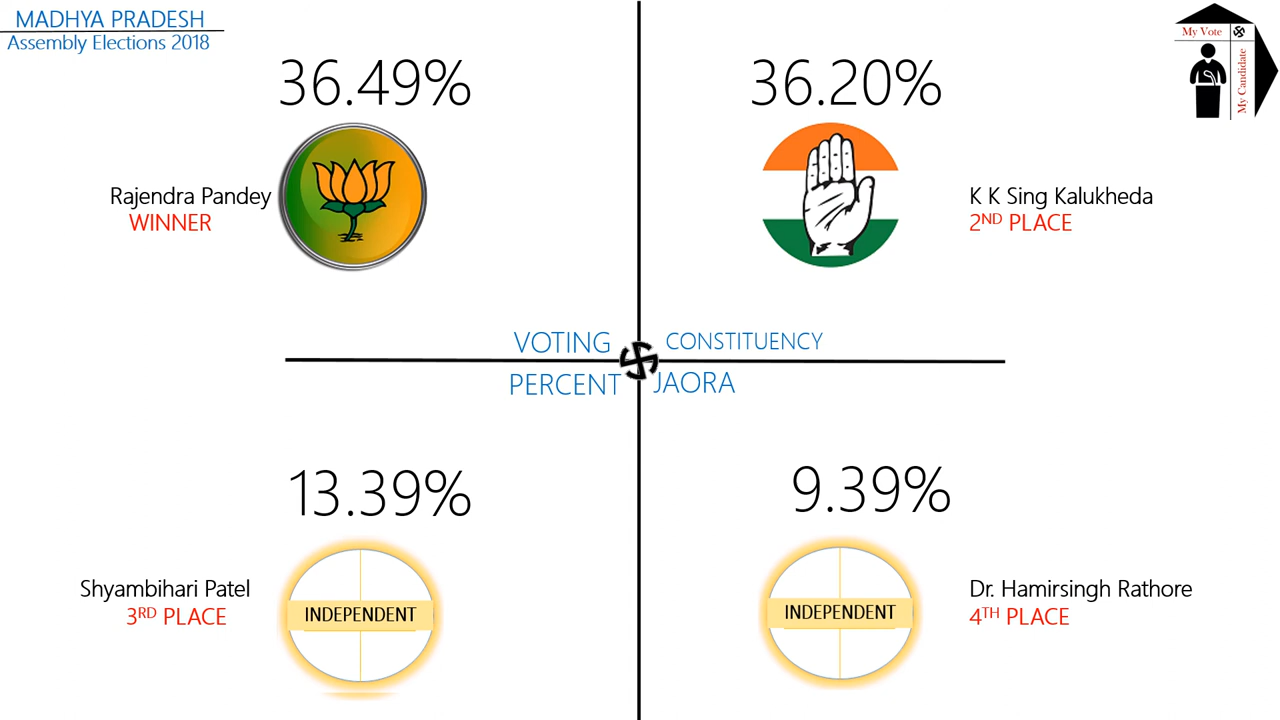 MADHYA PRADESH
Assembly Elections 2018
My Vote
My Candidate
36.49%
Rajendra Pandey
WINNER
36.20%
K K Sing Kalukheda
2ND PLACE
VOTING
PERCENT
CONSTITUENCY
JAORA
13.39%
Shyambihari Patel
3RD PLACE
INDEPENDENT
9.39%
INDEPENDENT
Dr. Hamirsingh Rathore
4TH PLACE